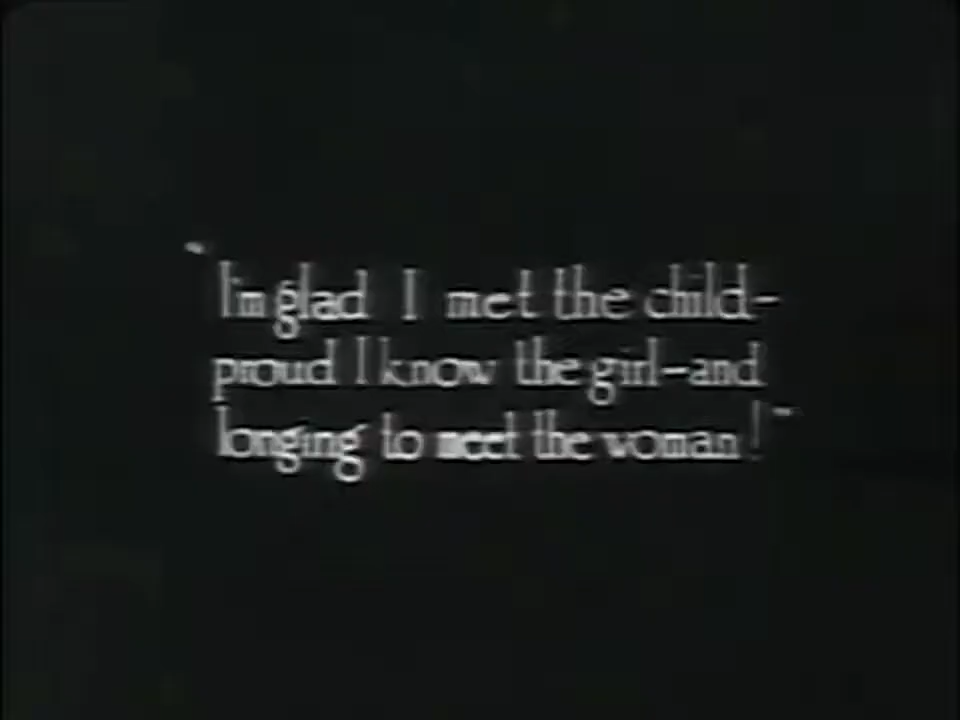 "I'm glad I met the child–
proud I know the girl–and
longing to meet the woman!"